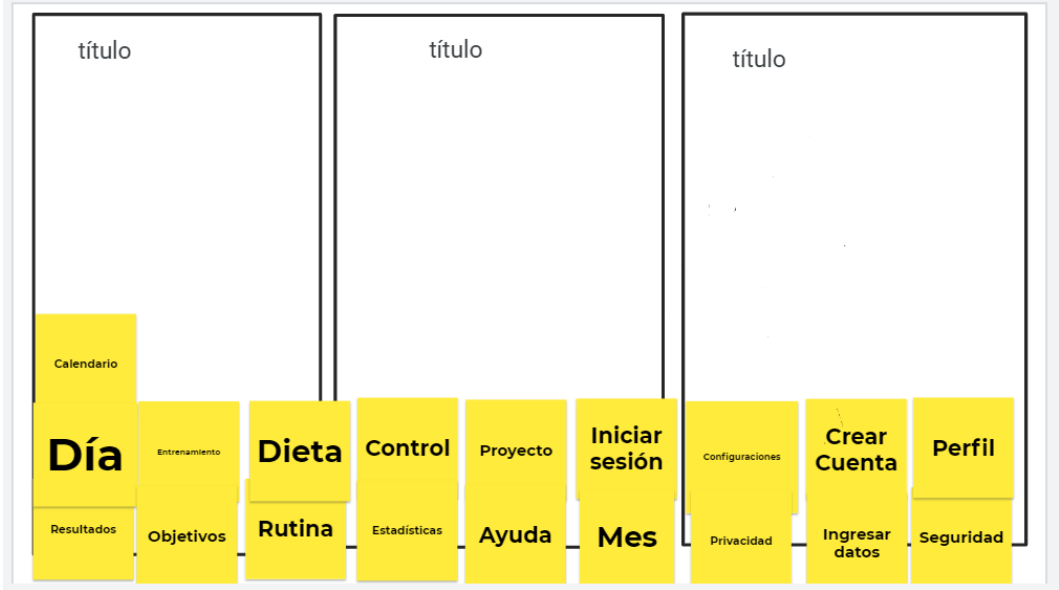 título
título
título
Calendario
Día
Entrenamiento
Dieta
Control
Proyecto
Iniciar
sesión
Configuraciones
Crear
Cuenta
Perfil
Resultados
Objetivos
Rutina
Estadísticas
Ayuda
Mes
Privacidad
Ingresar
datos
Seguridad